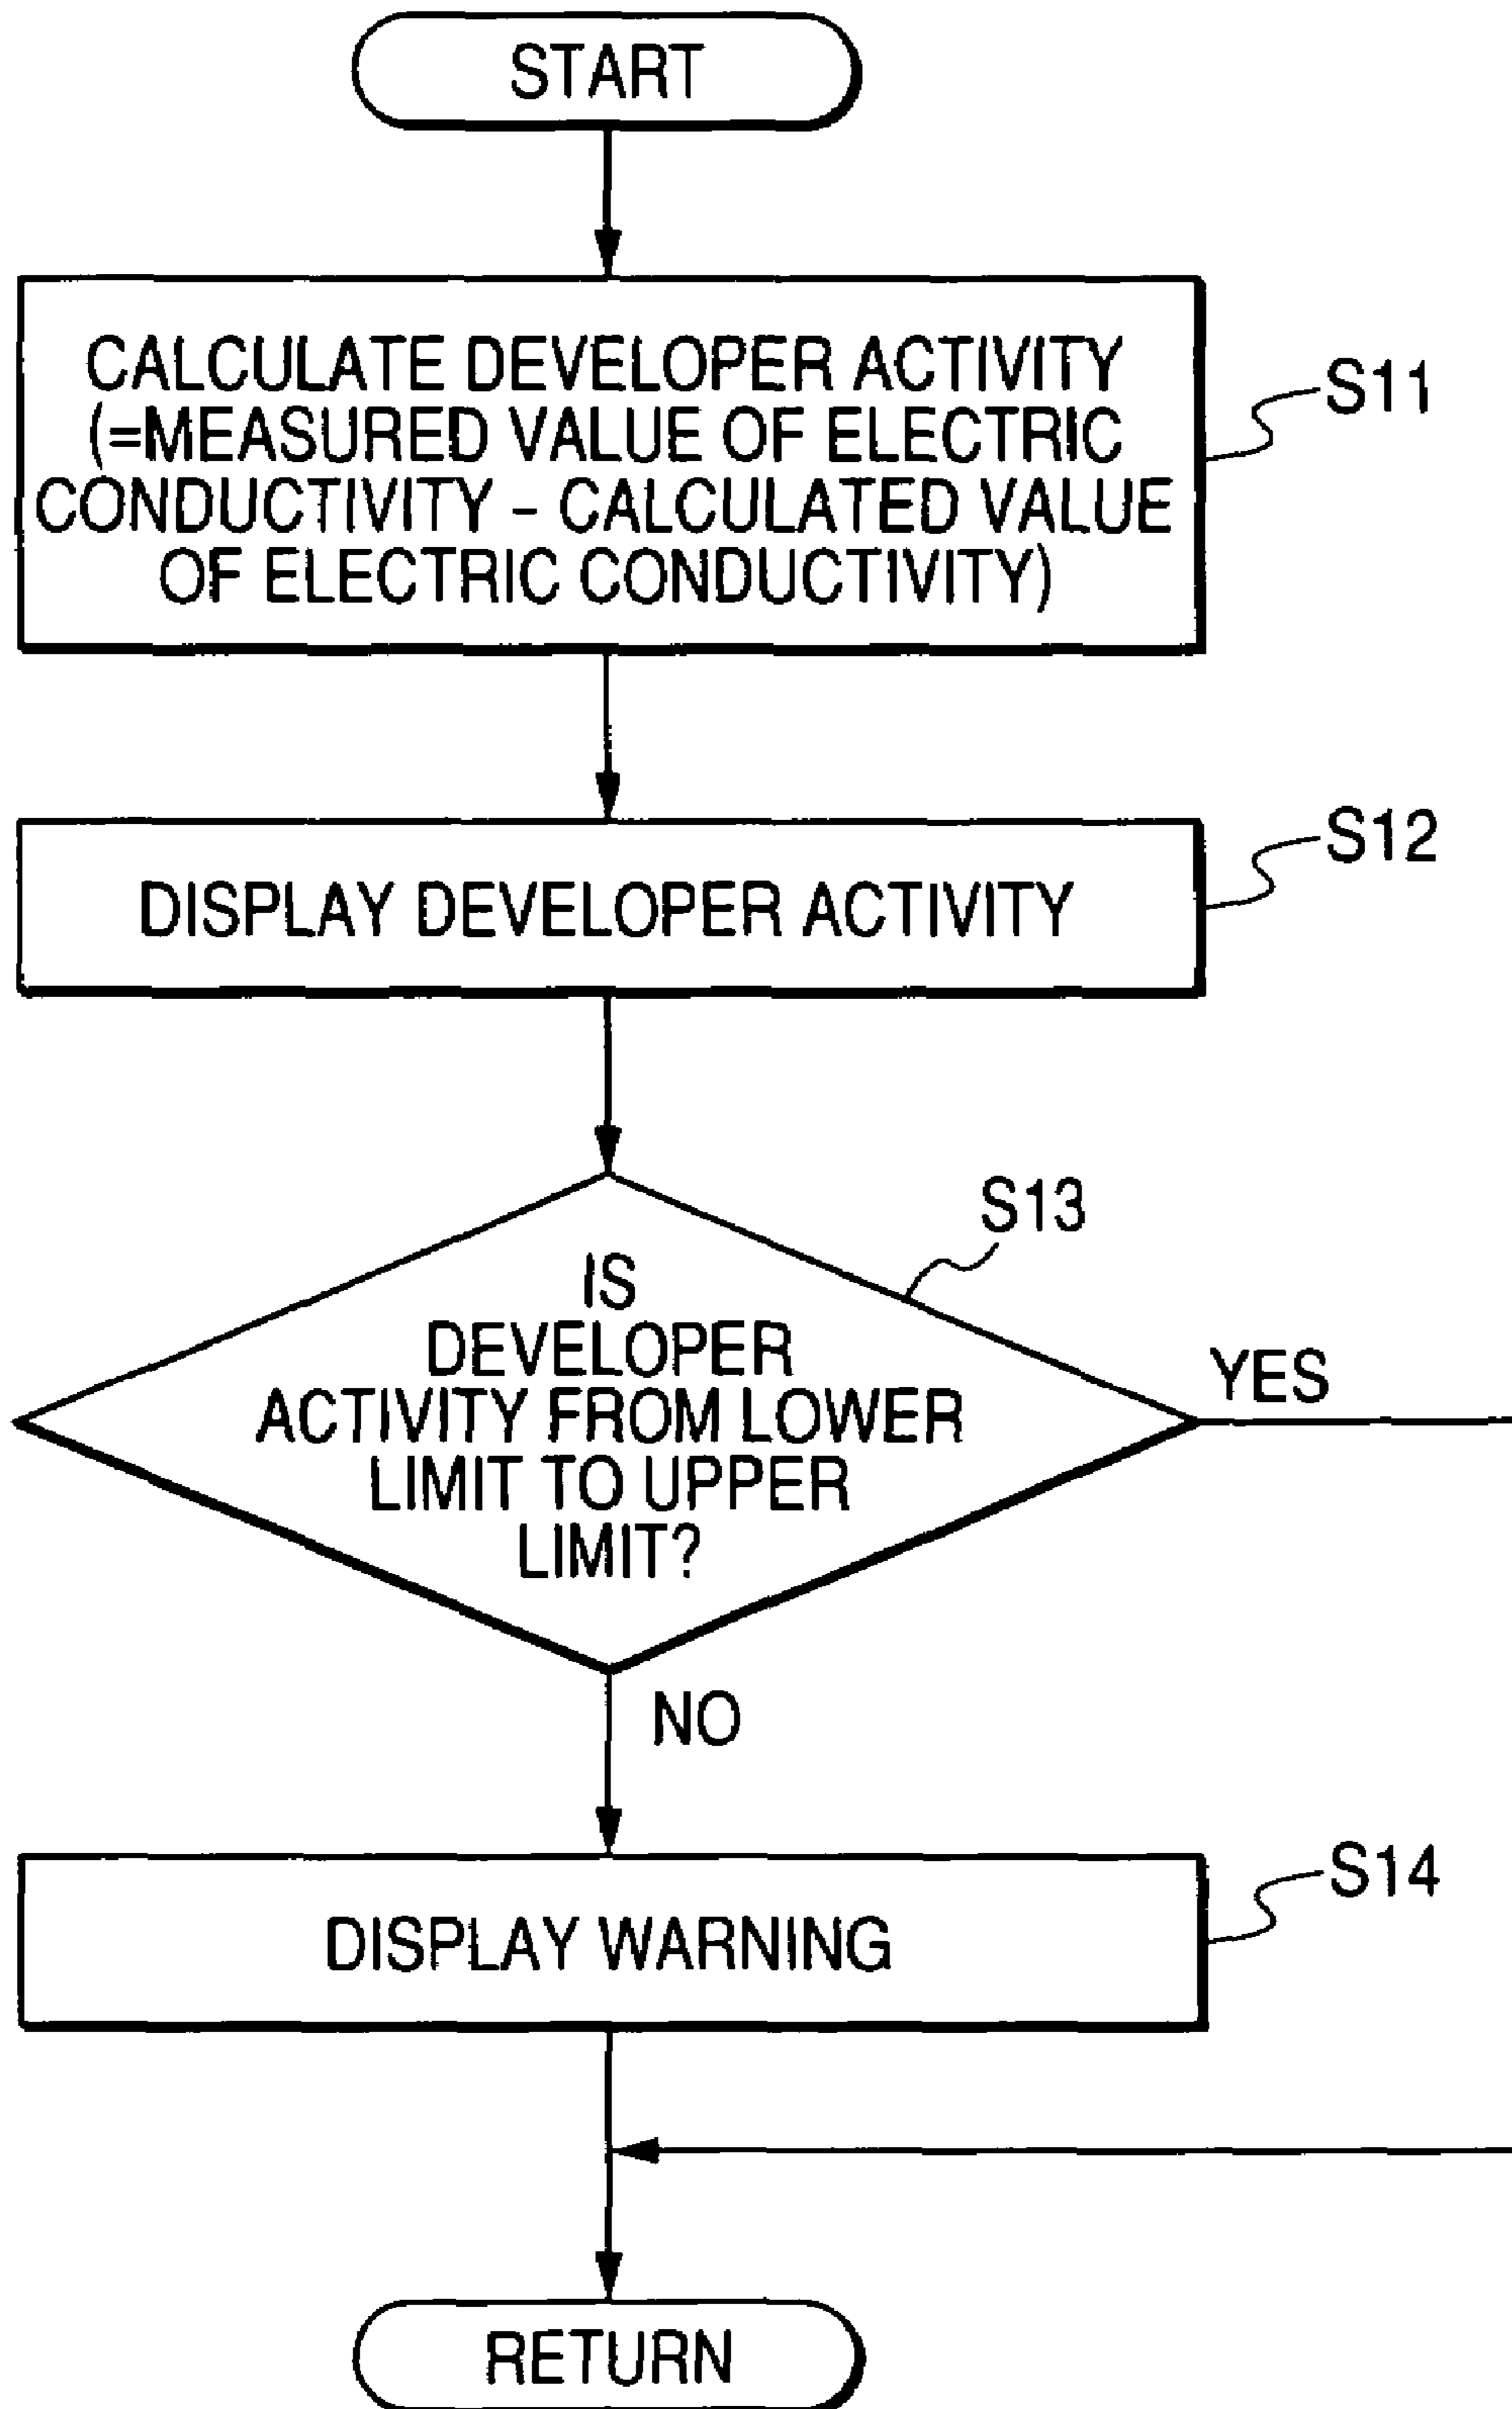 START
CALCULATE DEVELOPER ACTIVITY
(=MEASURED VALUE OF ELECTRIC
CONDUCTIVITY - CALCULATED VALUE
OF ELECTRIC CONDUCTIVITY)
S11
DISPLAY DEVELOPER ACTIVITY
S12
S13
IS
DEVELOPER
ACTIVITY FROM LOWER
LIMIT TO UPPER
LIMIT?
YES
NO
DISPLAY WARNING
S14
RETURN